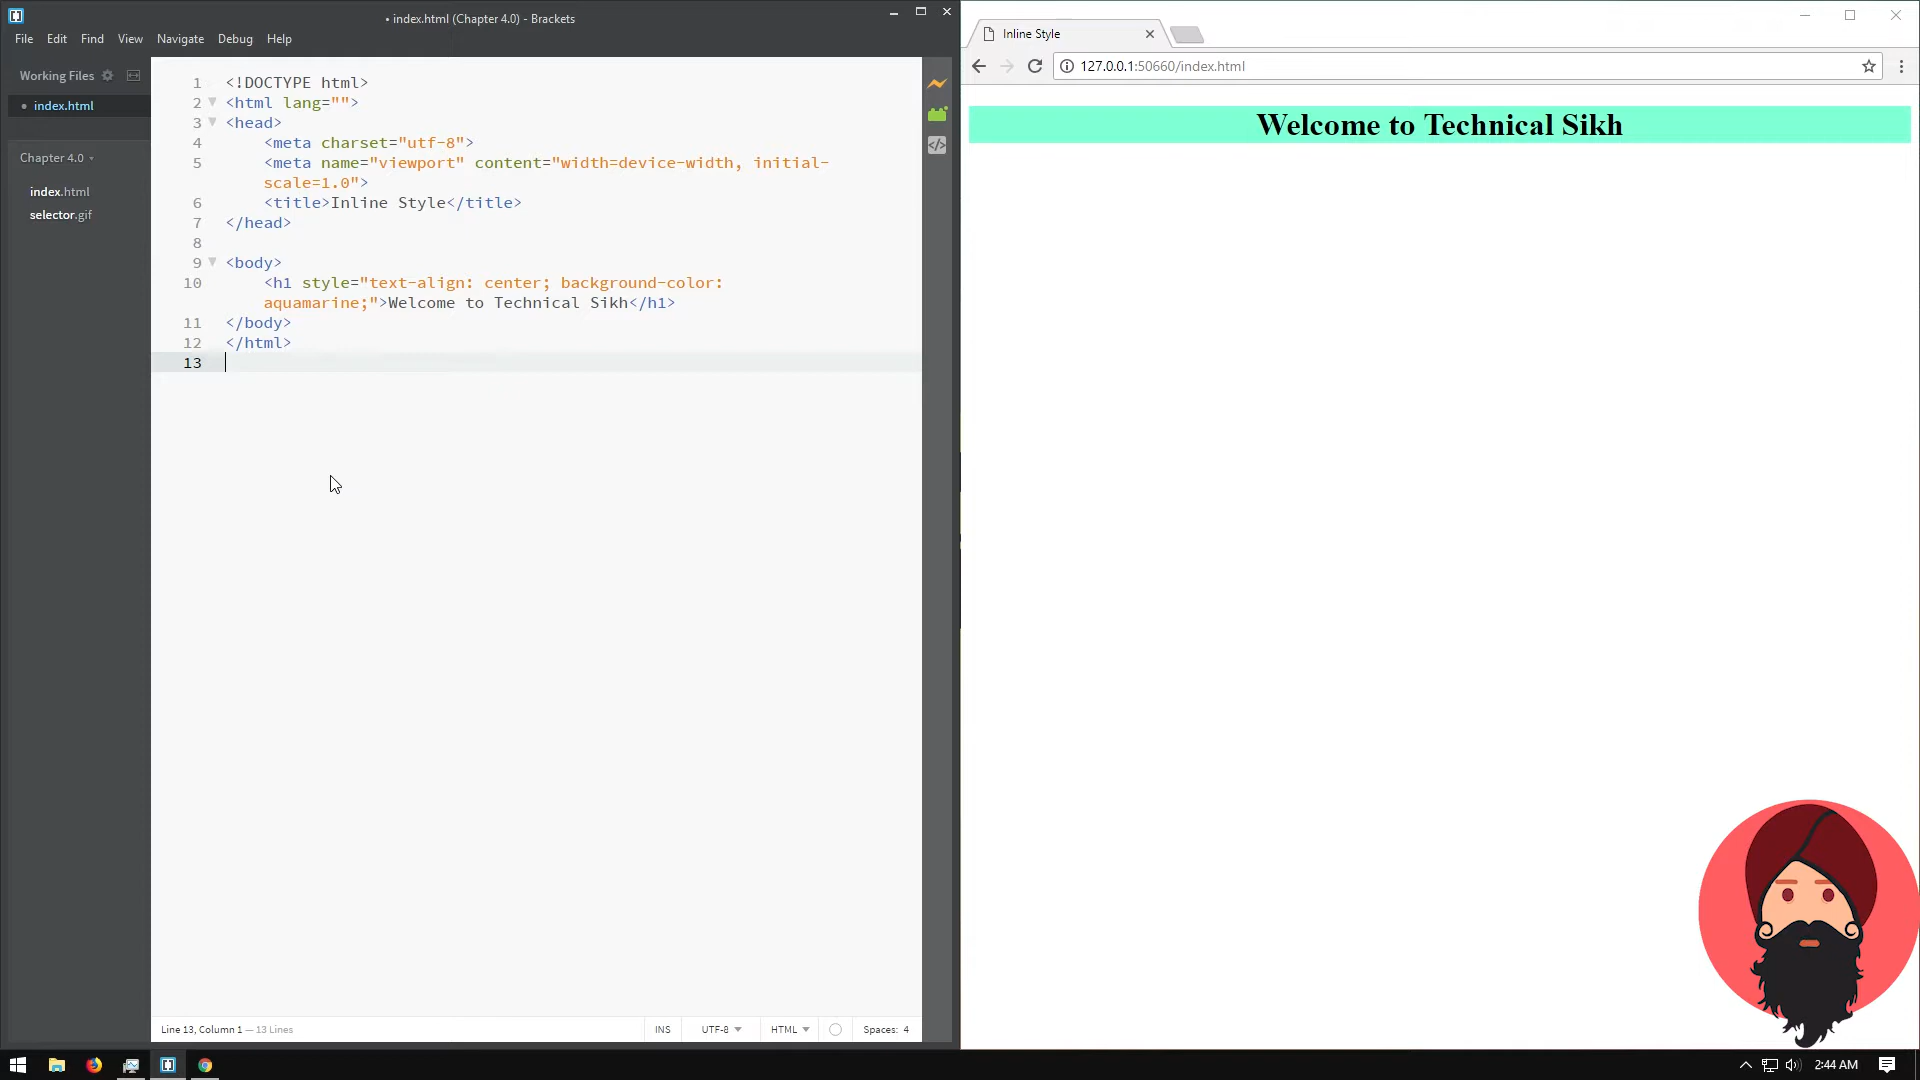 • index.html (Chapter 4.0) - Brackets
File Edit Find View Navigate Debug Help
Working Files
• index.html
Chapter 4.0
index.html
selector.gif
1 <!DOCTYPE html>
2 <html lang="">
3 <head>
4 <meta charset="utf-8">
5 <meta name="viewport" content="width=device-width, initial-
scale=1.0">
6 <title>Inline Style</title>
7 </head>
8
9 <body>
10 <h1 style="text-align: center; background-color:
aquamarine;">Welcome to Technical Sikh</h1>
11 </body>
12 </html>
13
Line 13, Column 1 — 13 Lines
INS UTF-8 HTML Spaces: 4
Inline Style
127.0.0.1:50660/index.html
Welcome to Technical Sikh
2:44 AM